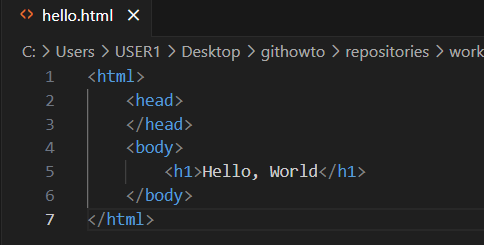 <> hello.html ×
C: > Users > USER1 > Desktop > githowto > repositories > work
1 <html>
2     <head>
3     </head>
4     <body>
5         <h1>Hello, World</h1>
6     </body>
7 </html>